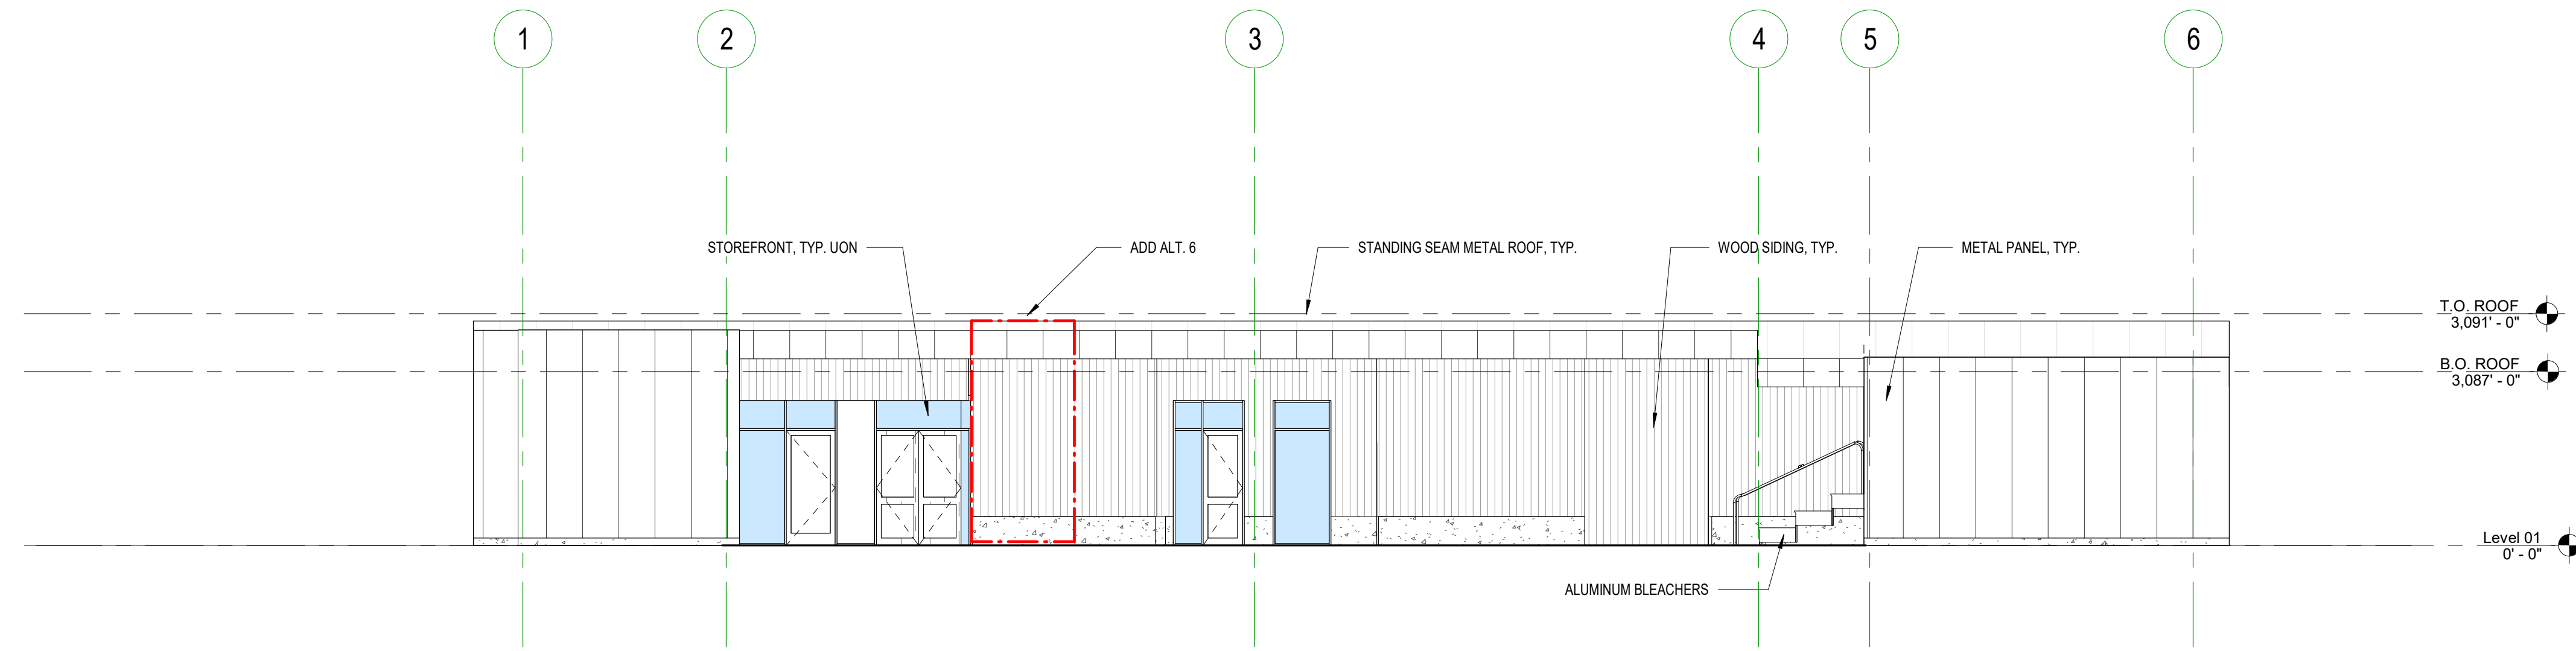 1
2
3
4
5
6
STOREFRONT, TYP. UON
ADD ALT. 6
STANDING SEAM METAL ROOF, TYP.
WOOD SIDING, TYP.
METAL PANEL, TYP.
T.O. ROOF
3,091' - 0"
B.O. ROOF
3,087' - 0"
Level 01
0' - 0"
ALUMINUM BLEACHERS